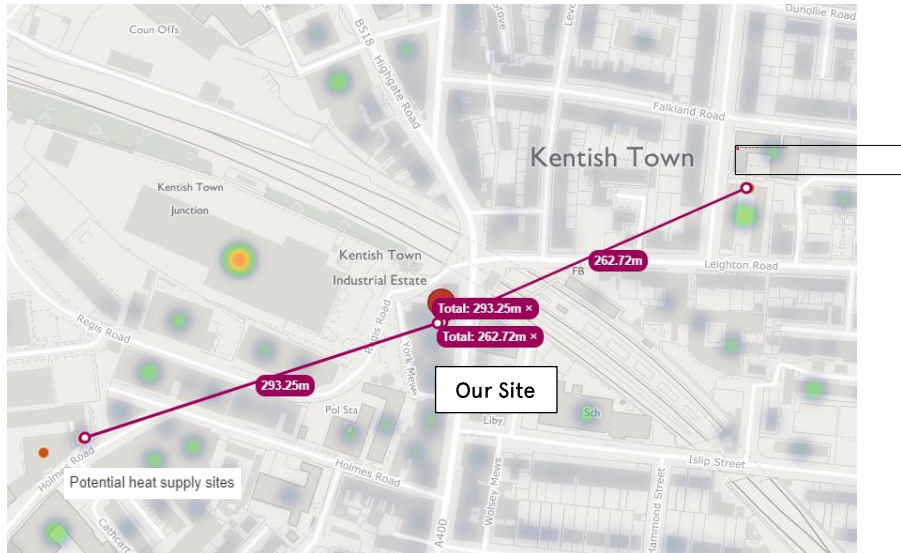 Dunollie Road
Coun Offs
B518
Highgate Road
grove
Leve
Falkland Road
Kentish Town
Kentish Town
Junction
262.72m
Kentish Town
Industrial Estate
FB
Leighton Road
Total: 293.25m ×
Total: 262.72m ×
Regis Road
Regis Road
York Mews
293.25m
Our Site
Pol Sta
Liby
Sch
Holmes Road
Holmes Road
Potential heat supply sites
Islip Street
Cathcart
A400
Wolsey Mews
Hammond Street